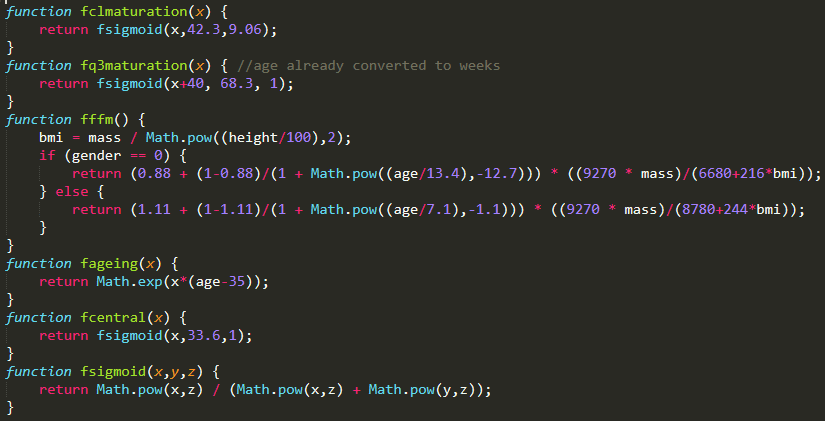 function fclmaturation(x) {
    return fsigmoid(x,42.3,9.06);
}
function fq3maturation(x) { //age already converted to weeks
    return fsigmoid(x+40, 68.3, 1);
}
function fffm() {
    bmi = mass / Math.pow((height/100),2);
    if (gender == 0) {
        return (0.88 + (1-0.88)/(1 + Math.pow((age/13.4),-12.7))) * ((9270 * mass)/(6680+216*bmi));
    } else {
        return (1.11 + (1-1.11)/(1 + Math.pow((age/7.1),-1.1))) * ((9270 * mass)/(8780+244*bmi));
    }
}
function fageing(x) {
    return Math.exp(x*(age-35));
}
function fcentral(x) {
    return fsigmoid(x,33.6,1);
}
function fsigmoid(x,y,z) {
    return Math.pow(x,z) / (Math.pow(x,z) + Math.pow(y,z));
}